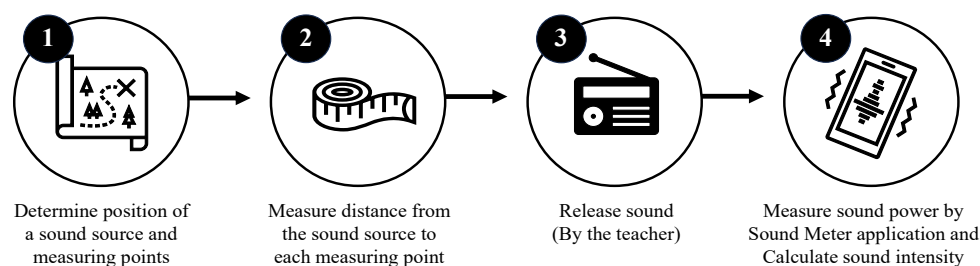 1
Determine position of
a sound source and
measuring points
2
Measure distance from
the sound source to
each measuring point
3
Release sound
(By the teacher)
4
Measure sound power by
Sound Meter application and
Calculate sound intensity